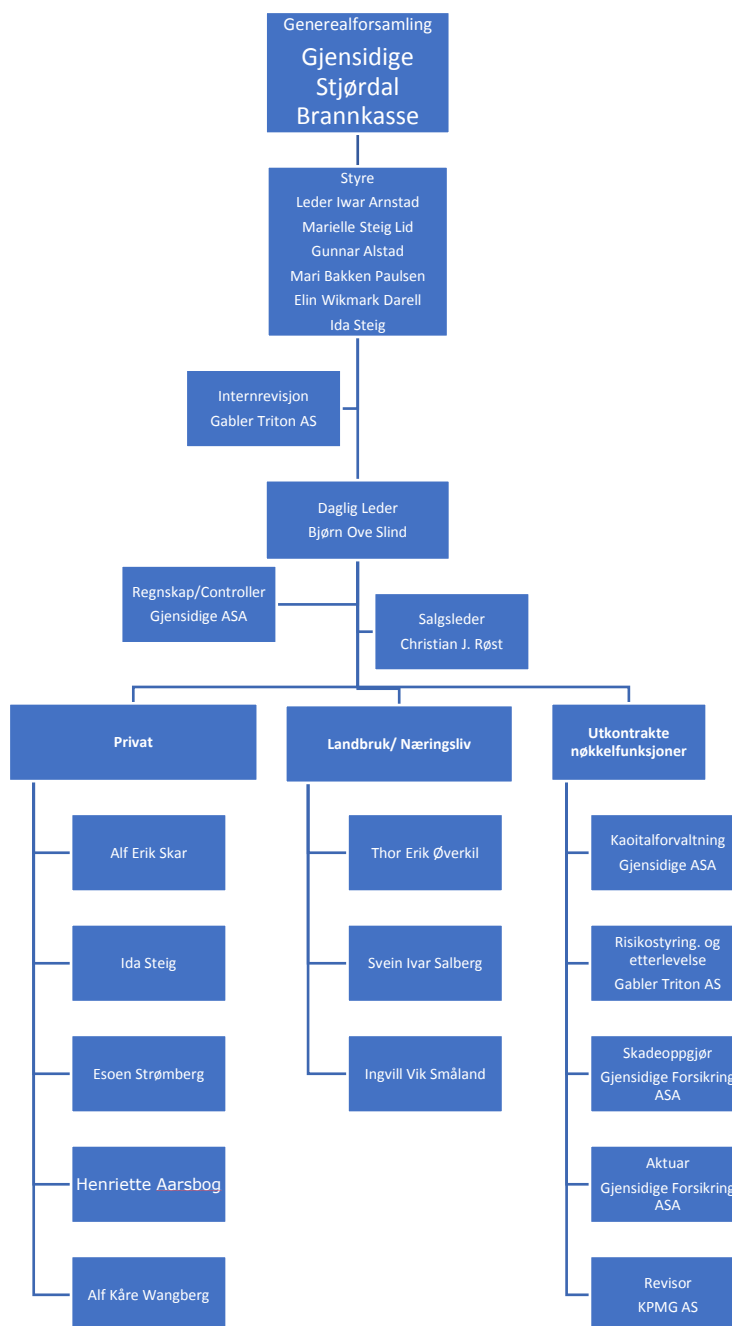 Generealforsamling
Gjensidige
Stjørdal
Brannkasse
Styre
Leder Iwar Arnstad
Marielle Steig Lid
Gunnar Alstad
Mari Bakken Paulsen
Elin Wikmark Darell
Ida Steig
Internrevisjon
Gabler Triton AS
Daglig Leder
Bjørn Ove Slind
Regnskap/Controller
Gjensidige ASA
Salgsleder
Christian J. Røst
Privat
Alf Erik Skar
Ida Steig
Esoen Strømberg
Henriette Aarsbog
Alf Kåre Wangberg
Landbruk/ Næringsliv
Thor Erik Øverkil
Svein Ivar Salberg
Ingvill Vik Småland
Utkontrakte
nøkkelfunksjoner
Kaoitalforvaltning
Gjensidige ASA
Risikostyring. og
etterlevelse
Gabler Triton AS
Skadeoppgjør
Gjensidige Forsikring
ASA
Aktuar
Gjensidige Forsikring
ASA
Revisor
KPMG AS